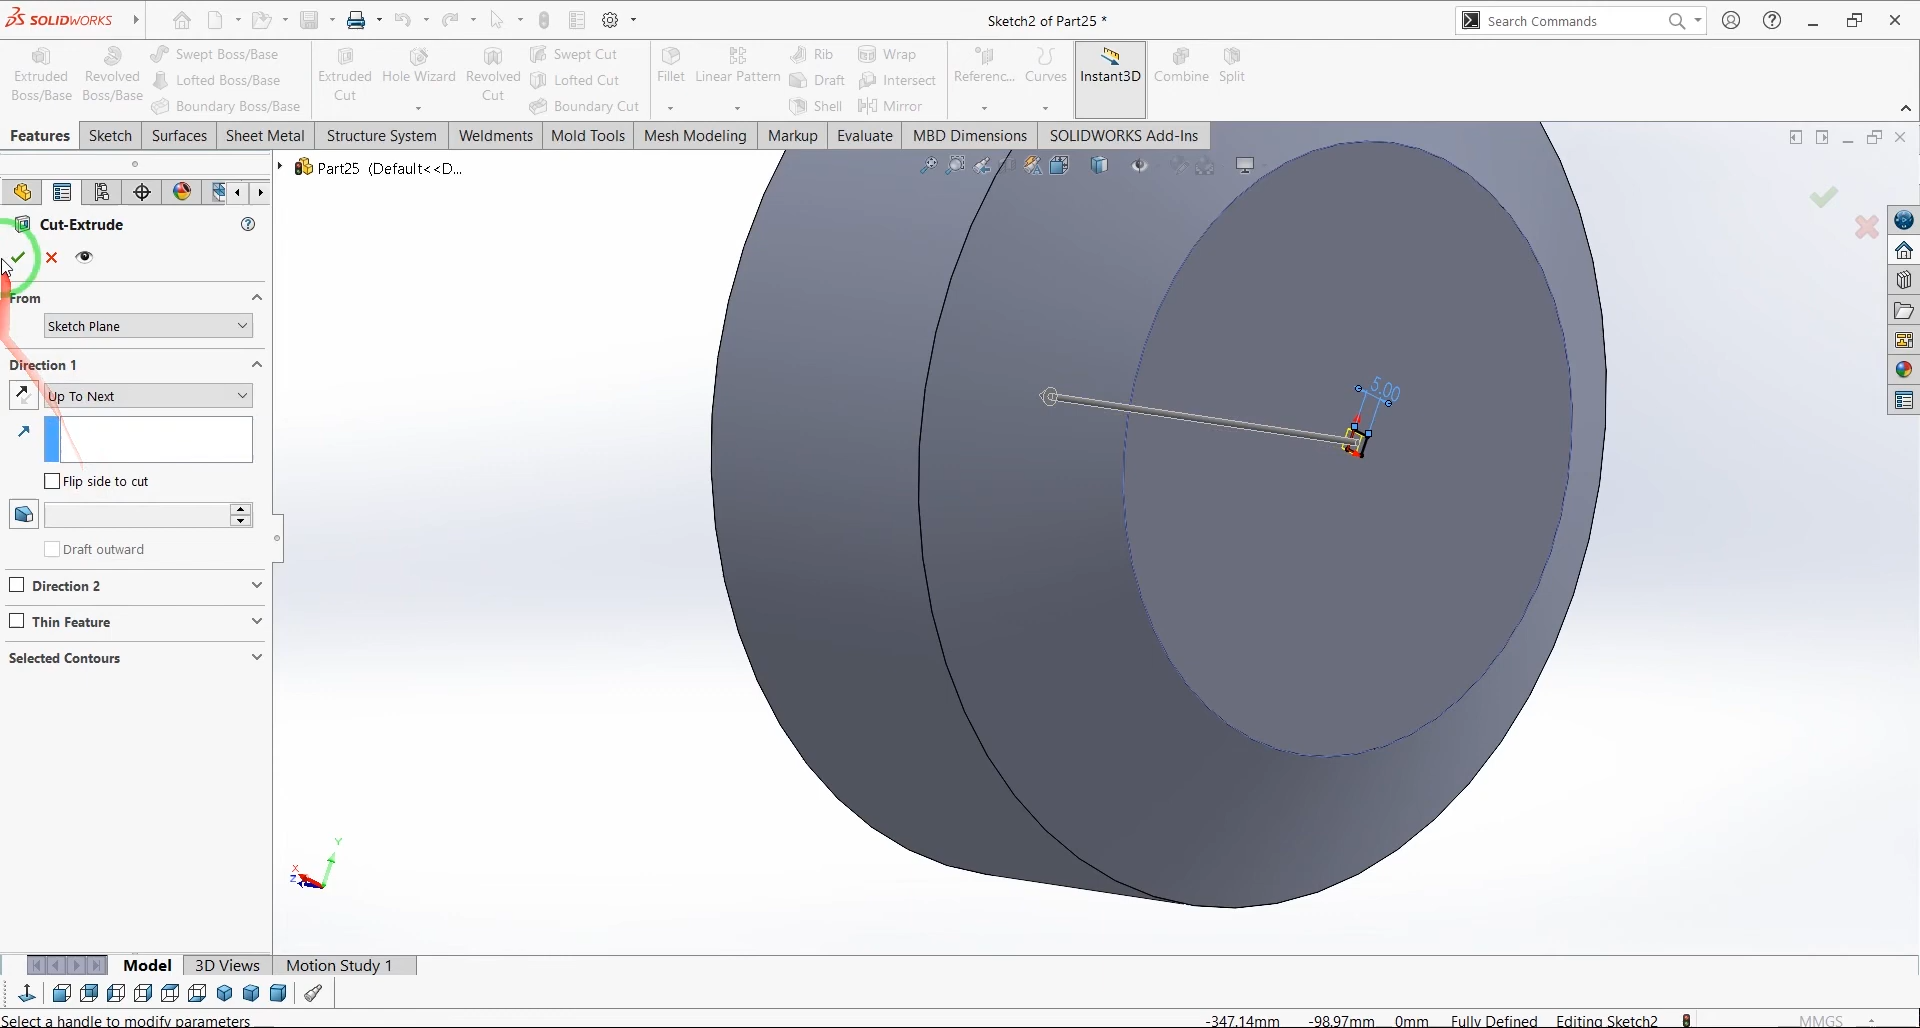 SOLIDWORKS
Sketch2 of Part25 *
Search Commands
Extruded Boss/Base
Revolved Boss/Base
Swept Boss/Base
Lofted Boss/Base
Boundary Boss/Base
Extruded Cut
Hole Wizard
Revolved Cut
Swept Cut
Lofted Cut
Boundary Cut
Fillet
Linear Pattern
Rib
Draft
Shell
Wrap
Intersect
Mirror
Referenc...
Curves
Instant3D
Combine
Split
Features
Sketch
Surfaces
Sheet Metal
Structure System
Weldments
Mold Tools
Mesh Modeling
Markup
Evaluate
MBD Dimensions
SOLIDWORKS Add-Ins
Part25 (Default<<D...
Cut-Extrude
From
Sketch Plane
Direction 1
Up To Next
Flip side to cut
Draft outward
Direction 2
Thin Feature
Selected Contours
5.00
Y
X
Z
Model
3D Views
Motion Study 1
Select a handle to modify parameters
-347.14mm
-98.97mm
0mm
Fully Defined
Editing Sketch2
MMGS